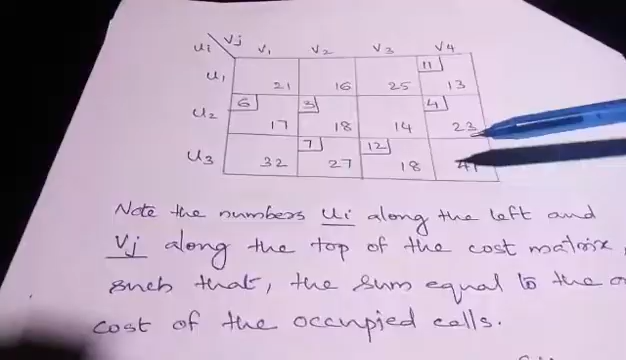 ui vj v1 v2 v3 v4
u1 21 16 25 11 13
u2 6 17 3 18 14 4 23
u3 32 7 27 12 18 41
Note the numbers ui along the left and
vj along the top of the cost matrix
such that, the sum equal to the
cost of the occupied calls.